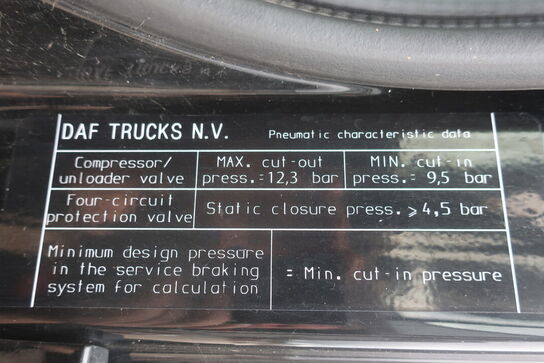 DAF TRUCKS N.V. Pneumatic characteristic data
Compressor/
unloader valve
MAX. cut-out
press.=12,3 bar
MIN. cut-in
press.= 9,5 bar
Four-circuit
protection valve
Static closure press. ⩾ 4,5 bar
Minimum design pressure
in the service braking
system for calculation
= Min. cut-in pressure